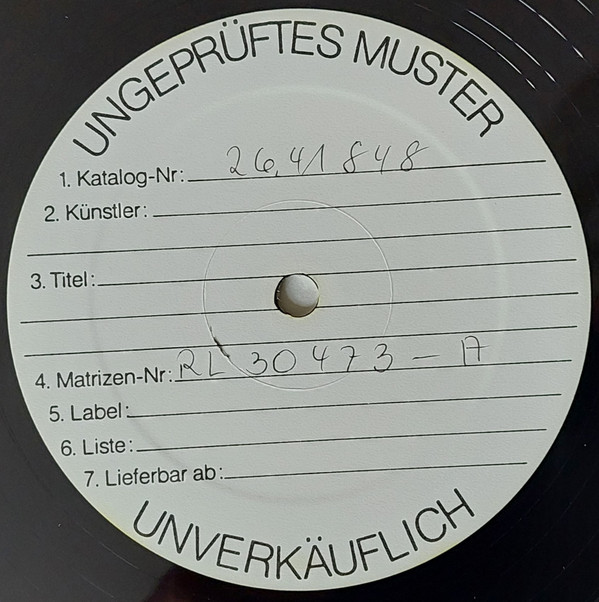 UNGEPRÜFTES MUSTER
1. Katalog-Nr: 26.41848
2. Künstler:
3. Titel:
4. Matrizen-Nr: RL 30473 - A
5. Label:
6. Liste:
7. Lieferbar ab:
UNVERKÄUFLICH